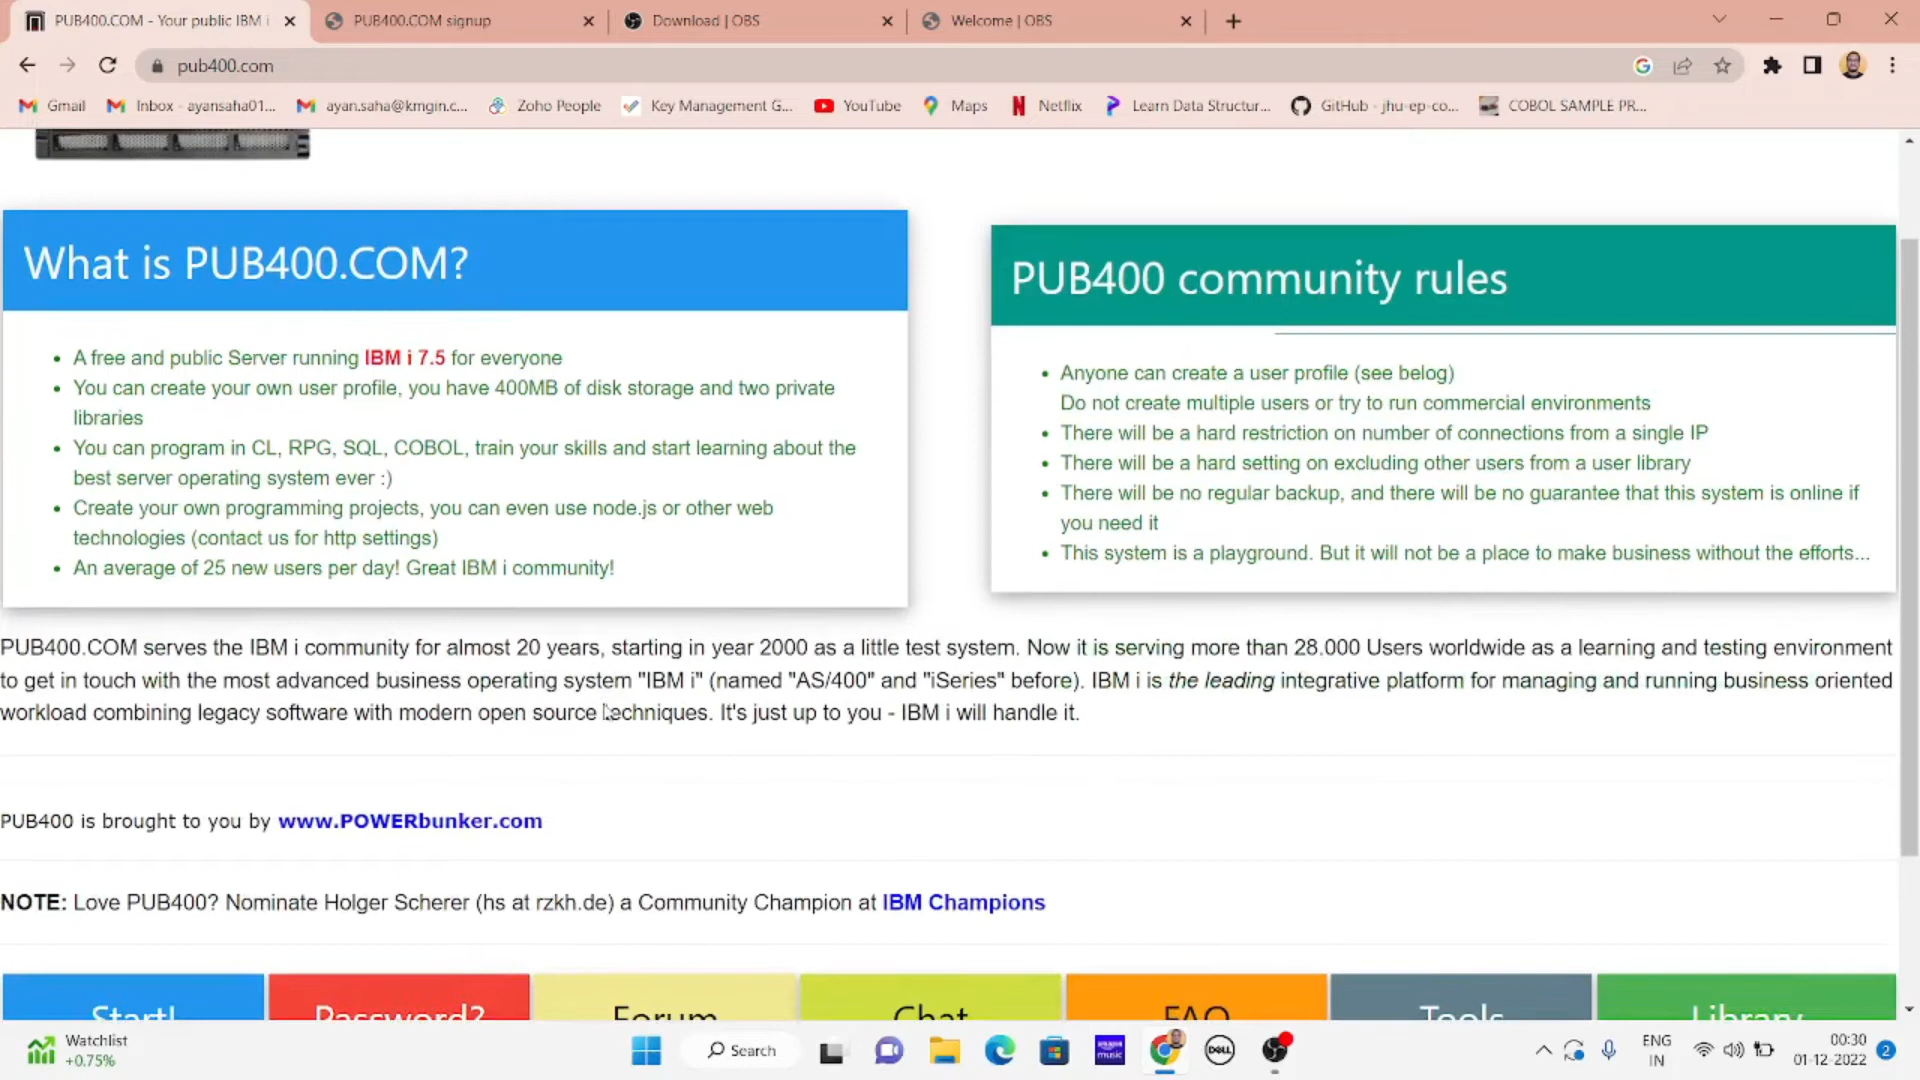 PUB400.COM - Your public IBM i
PUB400.COM signup
Download | OBS
Welcome | OBS
pub400.com
Gmail
Inbox - ayansaha01...
ayan.saha@kmgin.c...
Zoho People
Key Management G...
YouTube
Maps
Netflix
Learn Data Structur...
GitHub - jhu-ep-co...
COBOL SAMPLE PR...
What is PUB400.COM?
A free and public Server running IBM i 7.5 for everyone
You can create your own user profile, you have 400MB of disk storage and two private
libraries
You can program in CL, RPG, SQL, COBOL, train your skills and start learning about the
best server operating system ever :)
Create your own programming projects, you can even use node.js or other web
technologies (contact us for http settings)
An average of 25 new users per day! Great IBM i community!
PUB400 community rules
Anyone can create a user profile (see belog)
Do not create multiple users or try to run commercial environments
There will be a hard restriction on number of connections from a single IP
There will be a hard setting on excluding other users from a user library
There will be no regular backup, and there will be no guarantee that this system is online if
you need it
This system is a playground. But it will not be a place to make business without the efforts...
PUB400.COM serves the IBM i community for almost 20 years, starting in year 2000 as a little test system. Now it is serving more than 28.000 Users worldwide as a learning and testing environment
to get in touch with the most advanced business operating system "IBM i" (named "AS/400" and "iSeries" before). IBM i is the leading integrative platform for managing and running business oriented
workload combining legacy software with modern open source techniques. It's just up to you - IBM i will handle it.
PUB400 is brought to you by www.POWERbunker.com
NOTE: Love PUB400? Nominate Holger Scherer (hs at rzkh.de) a Community Champion at IBM Champions
Start!
Password?
Forum
Chat
FAQ
Tools
Library
Watchlist
+0.75%
Search
amazon music
DELL
ENG
IN
00:30
01-12-2022
2